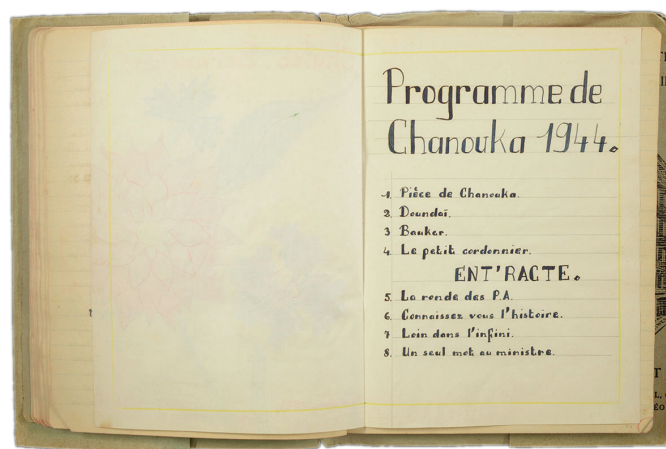 Programme de
Chanouka 1944.
1. Pièce de Chanouka.
2. Doundaï.
3. Bauker.
4. Le petit cordonnier.
ENT'RACTE.
5. La ronde des P.A.
6. Connaissez vous l'histoire.
7. Loin dans l'infini.
8. Un seul mot au ministre.